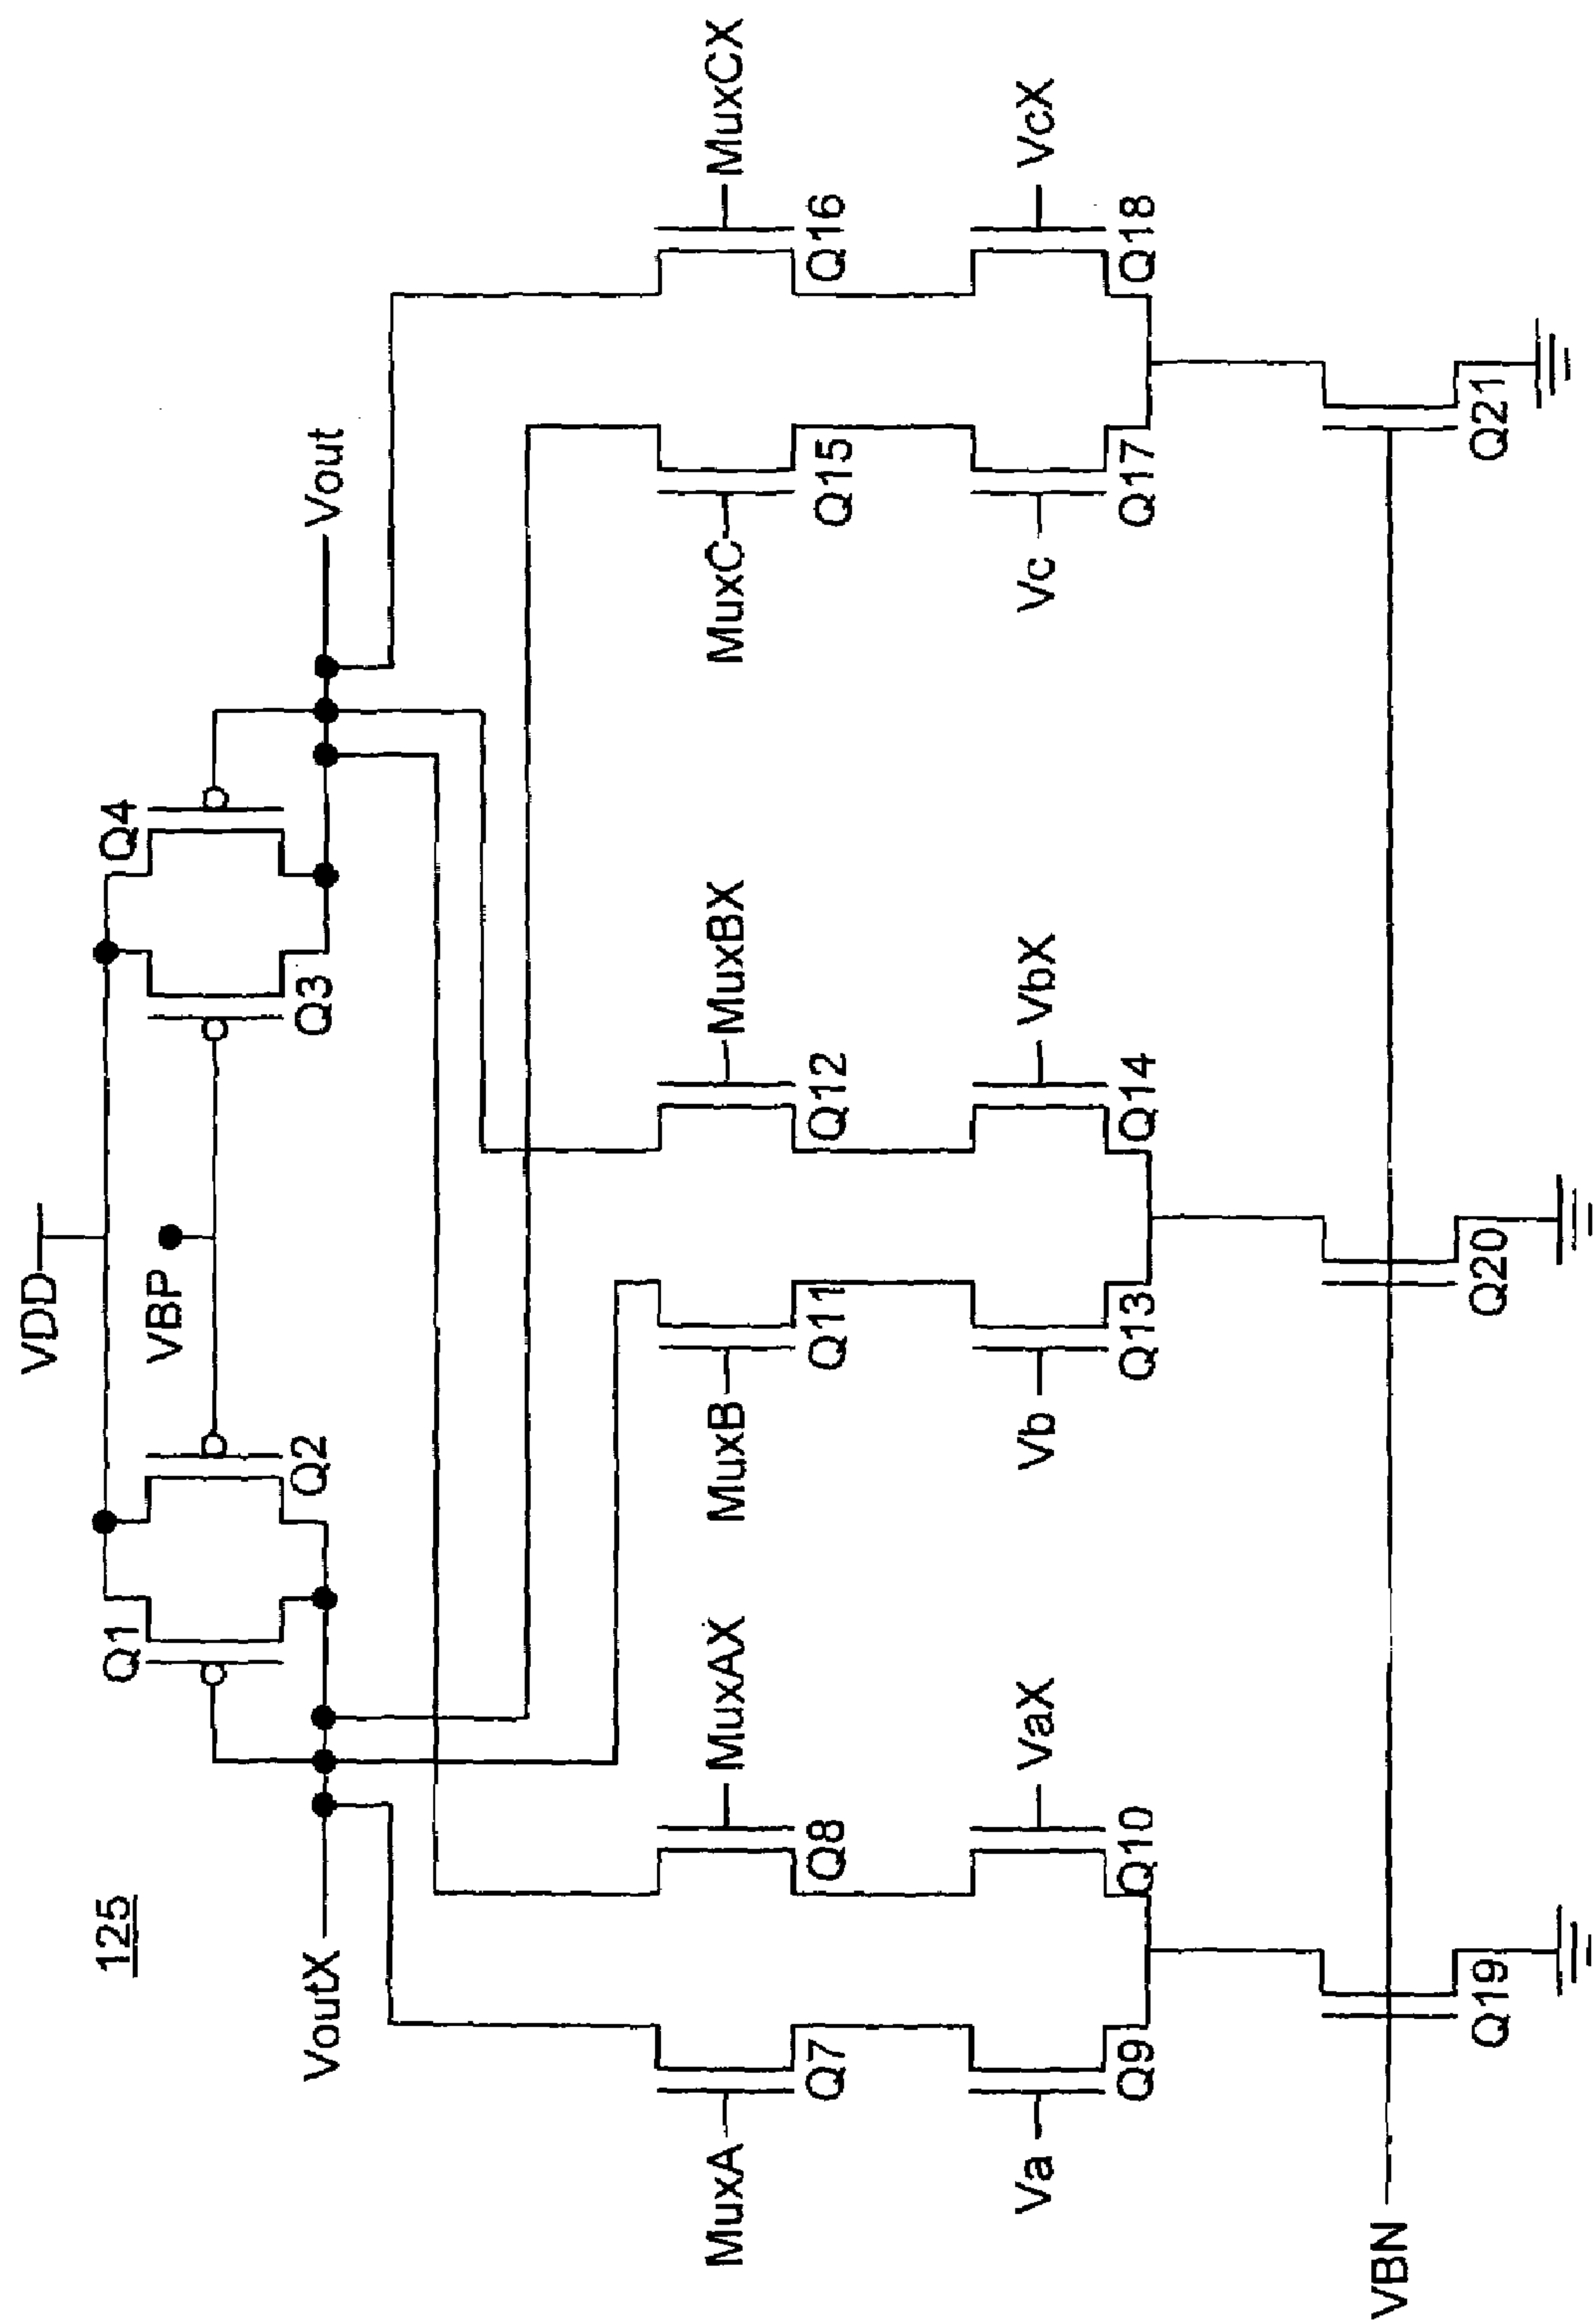 125
VDD
VBP
Q1
Q2
Q3
Q4
VoutX
Vout
MuxA
Q7
MuxAX
Q8
MuxB
Q11
MuxBX
Q12
MuxC
Q15
MuxCX
Q16
Va
Q9
VaX
Q10
Vb
Q13
VbX
Q14
Vc
Q17
VcX
Q18
VBN
Q19
Q20
Q21